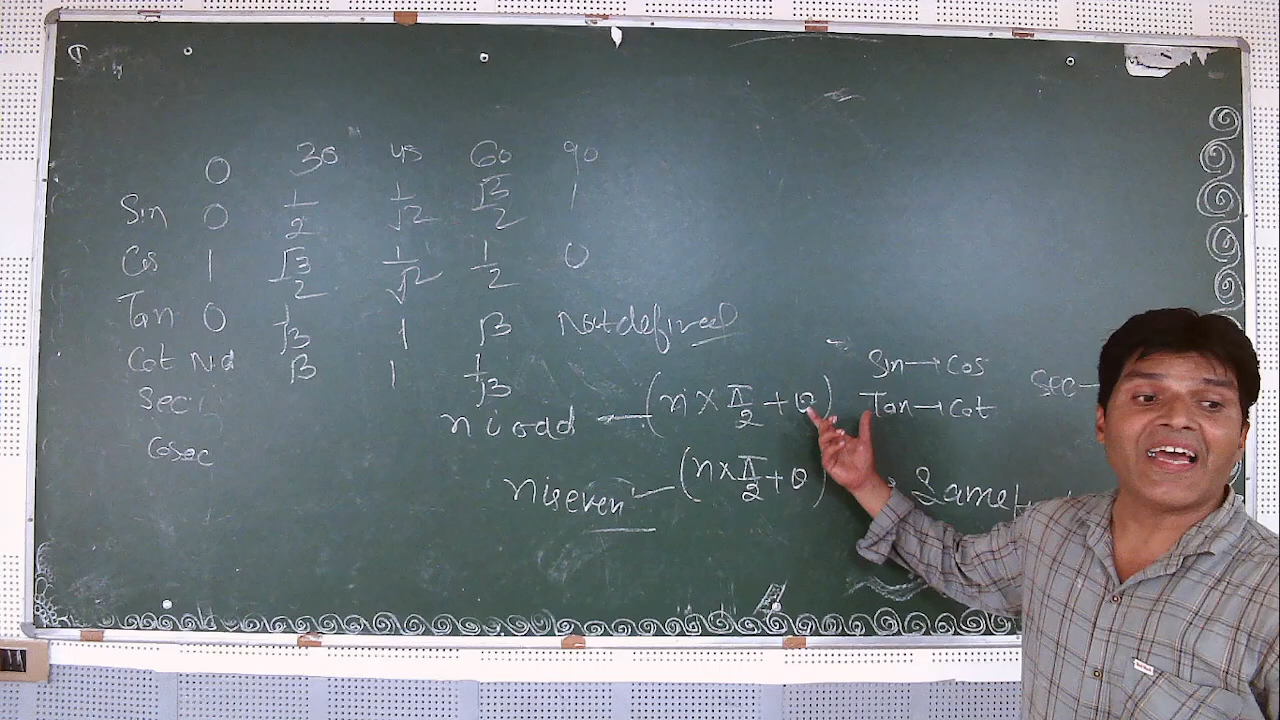 0 30 45 60 90
Sin 0 1/2 1/√2 √3/2 1
Cos 1 √3/2 1/√2 1/2 0
Tan 0 1/√3 1 √3 Not defined
Cot Nd √3 1 1/√3
Sec
Cosec
n is odd (n × π/2 + θ) Sin → Cos Sec
Tan → Cot
n is even (n × π/2 + θ) Same